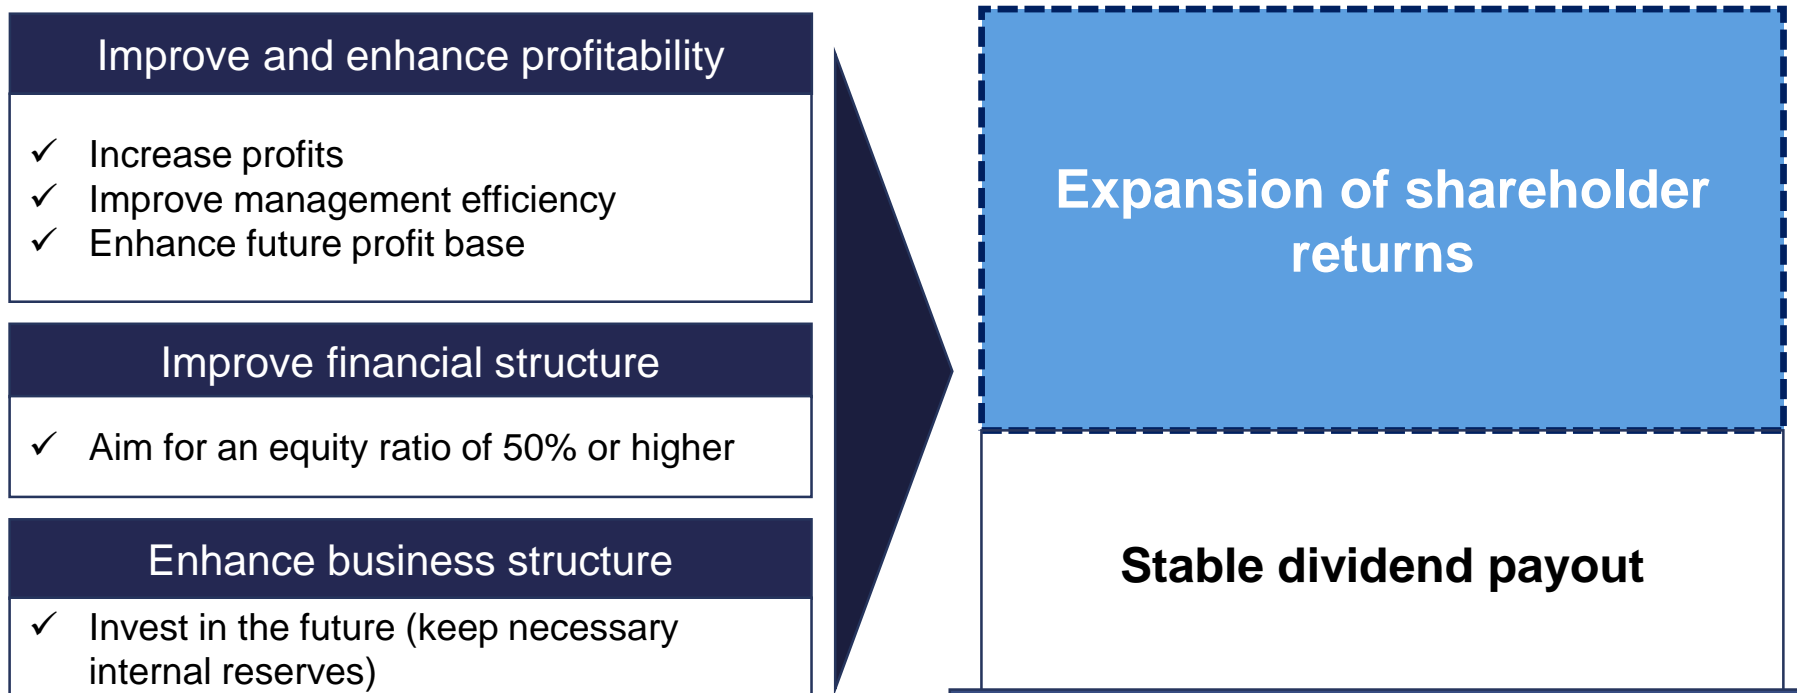 Improve and enhance profitability
✓ Increase profits
✓ Improve management efficiency
✓ Enhance future profit base
Improve financial structure
✓ Aim for an equity ratio of 50% or higher
Enhance business structure
✓ Invest in the future (keep necessary
internal reserves)
Expansion of shareholder
returns
Stable dividend payout